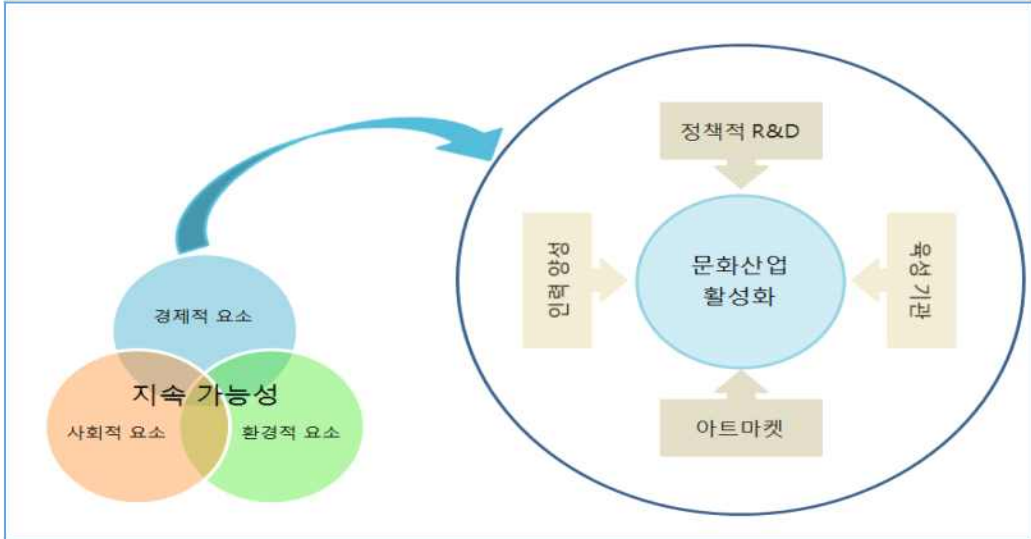 정책적 R&D
인력 양성
문화산업
활성화
육성 기관
아트마켓
경제적 요소
지속 가능성
사회적 요소
환경적 요소